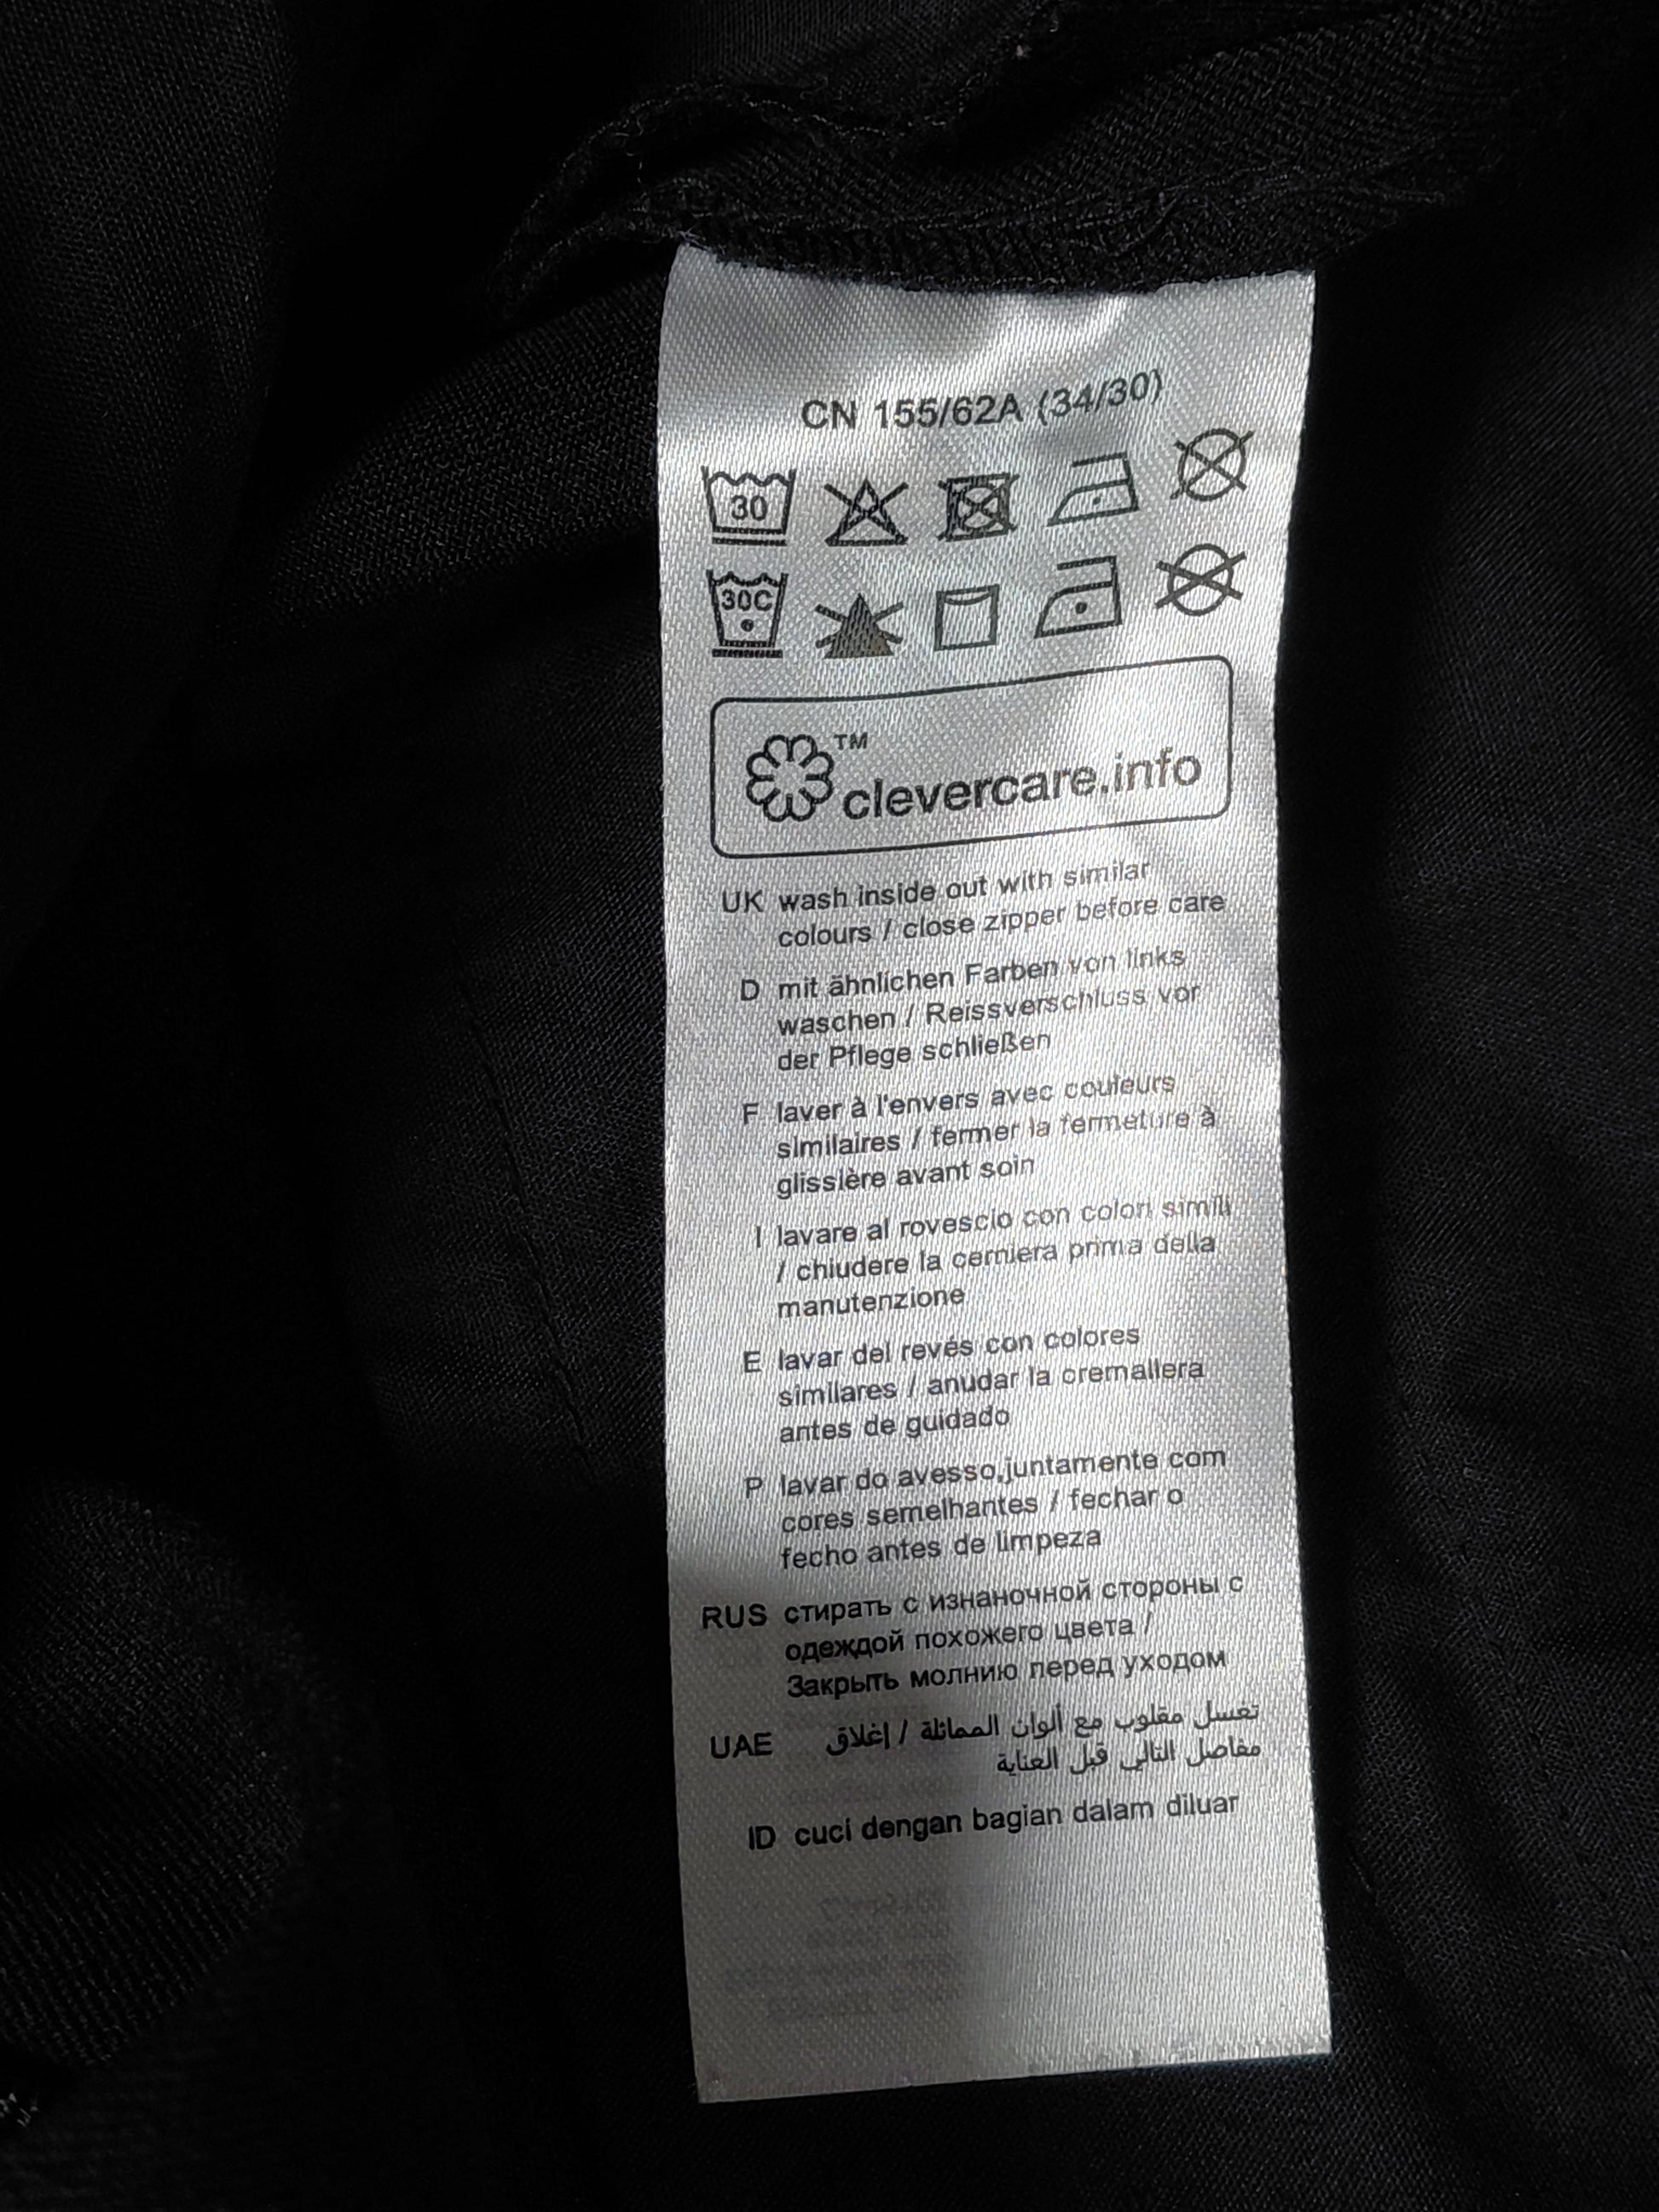 CN 155/62A (34/30)
30
30C
™
clevercare.info
UK wash inside out with similar
colours / close zipper before care
D mit ähnlichen Farben von links
waschen / Reissverschluss vor
der Pflege schließen
F laver à l'envers avec couleurs
similaires / fermer la fermeture à
glissière avant soin
I lavare al rovescio con colori simili
/ chiudere la cerniera prima della
manutenzione
E lavar del revés con colores
similares / anudar la cremallera
antes de guidado
P lavar do avesso,juntamente com
cores semelhantes / fechar o
fecho antes de limpeza
RUS стирать с изнаночной стороны с
одеждой похожего цвета /
Закрыть молнию перед уходом
UAE تغسل مقلوب مع ألوان المماثلة / إغلاق
مفاصل التالي قبل العناية
ID cuci dengan bagian dalam diluar